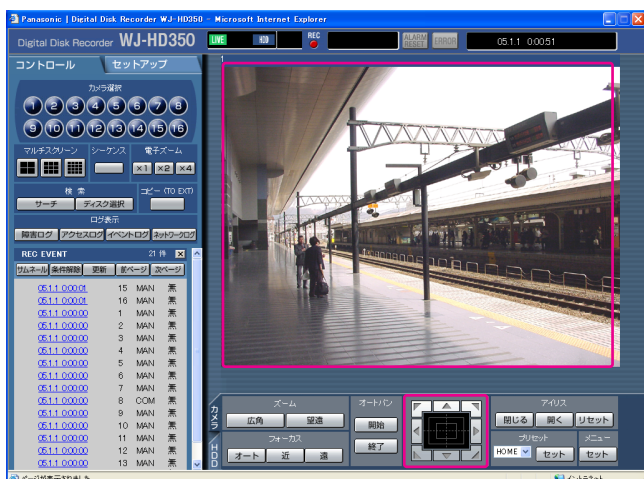 Panasonic | Digital Disk Recorder WJ-HD350 - Microsoft Internet Explorer
Digital Disk Recorder WJ-HD350
LIVE HDD REC ALARM RESET ERROR 05.1.1 0:00:51
コントロール セットアップ
カメラ選択
1 2 3 4 5 6 7 8
9 10 11 12 13 14 15 16
マルチスクリーン シーケンス 電子ズーム
×1 ×2 ×4
検 索 コピー (TO EXT)
サーチ ディスク選択
ログ表示
障害ログ アクセスログ イベントログ ネットワークログ
REC EVENT 21 件
サムネール 条件解除 更新 前ページ 次ページ
05.1.1 0:00:01 15 MAN 無
05.1.1 0:00:01 16 MAN 無
05.1.1 0:00:00 1 MAN 無
05.1.1 0:00:00 2 MAN 無
05.1.1 0:00:00 3 MAN 無
05.1.1 0:00:00 4 MAN 無
05.1.1 0:00:00 5 MAN 無
05.1.1 0:00:00 6 MAN 無
05.1.1 0:00:00 7 MAN 無
05.1.1 0:00:00 8 COM 無
05.1.1 0:00:00 9 MAN 無
05.1.1 0:00:00 10 MAN 無
05.1.1 0:00:00 11 MAN 無
05.1.1 0:00:00 12 MAN 無
05.1.1 0:00:00 13 MAN 無
カメラ
HDD
ズーム
広角 望遠
フォーカス
オート 近 遠
オートパン
開始
終了
アイリス
閉じる 開く リセット
プリセット メニュー
HOME セット セット